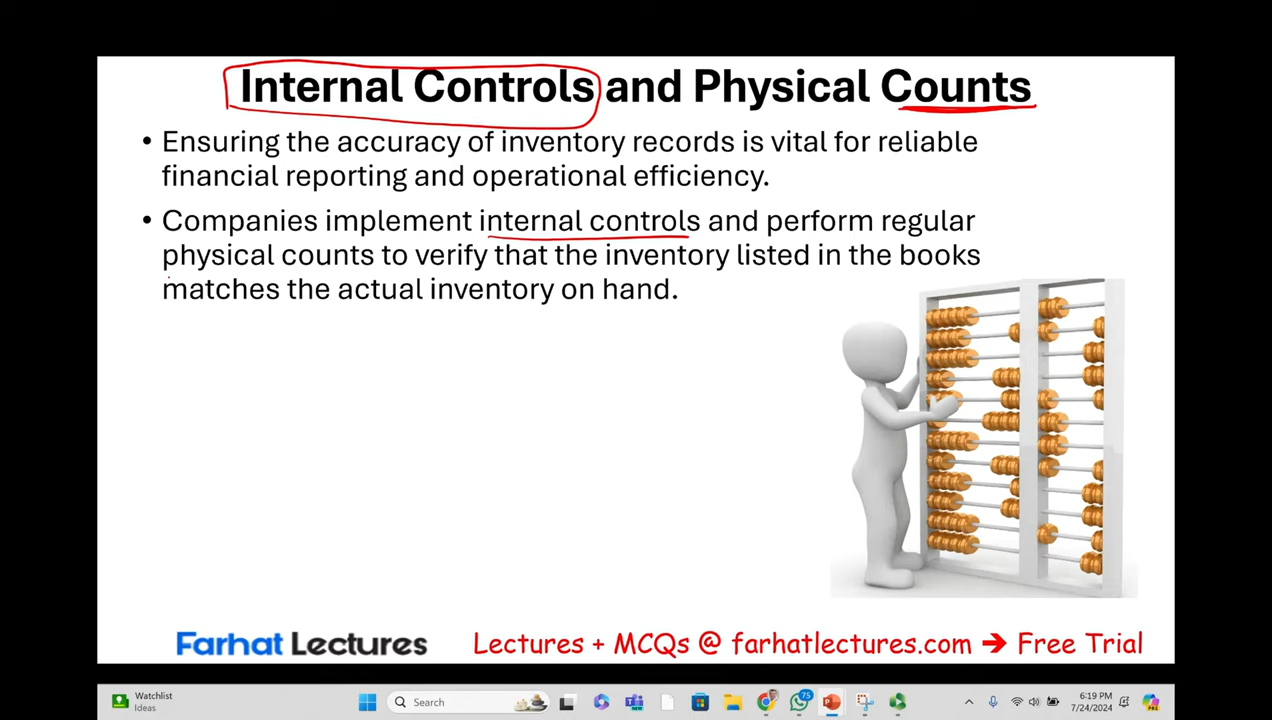 Internal Controls and Physical Counts
• Ensuring the accuracy of inventory records is vital for reliable
financial reporting and operational efficiency.
• Companies implement internal controls and perform regular
physical counts to verify that the inventory listed in the books
matches the actual inventory on hand.
Farhat Lectures
Lectures + MCQs @ farhatlectures.com ➔ Free Trial
Watchlist
Ideas
Search
75
6:19 PM
7/24/2024